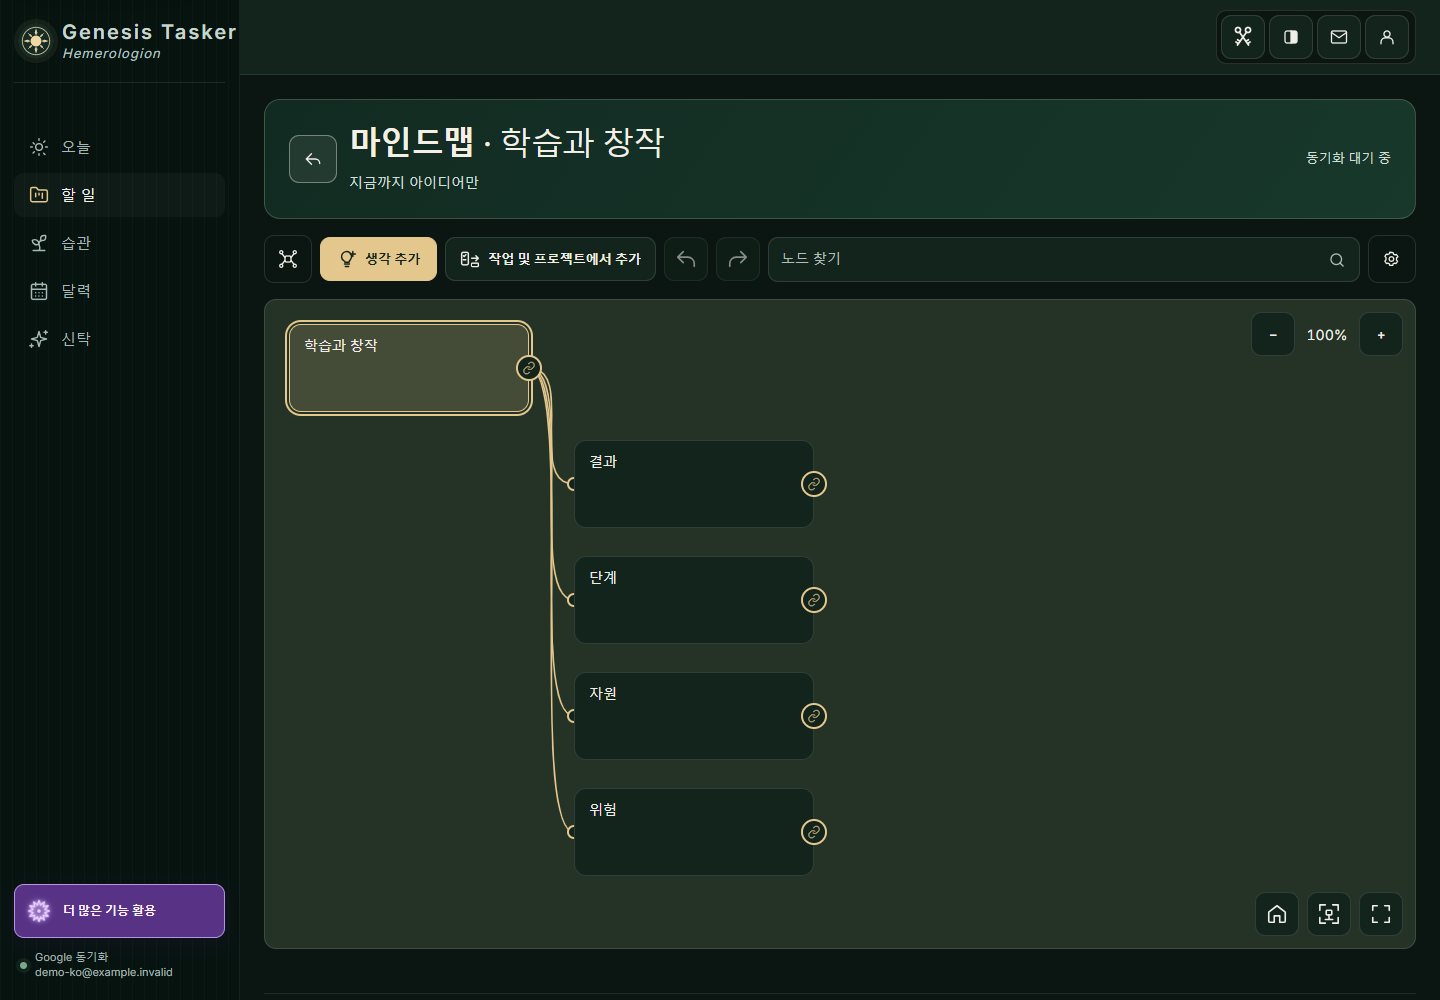 Genesis Tasker
Hemerologion
오늘
할 일
습관
달력
신탁
더 많은 기능 활용
Google 동기화
demo-ko@example.invalid
마인드맵 · 학습과 창작
지금까지 아이디어만
동기화 대기 중
생각 추가
작업 및 프로젝트에서 추가
노드 찾기
− 100% +
학습과 창작
결과
단계
자원
위험